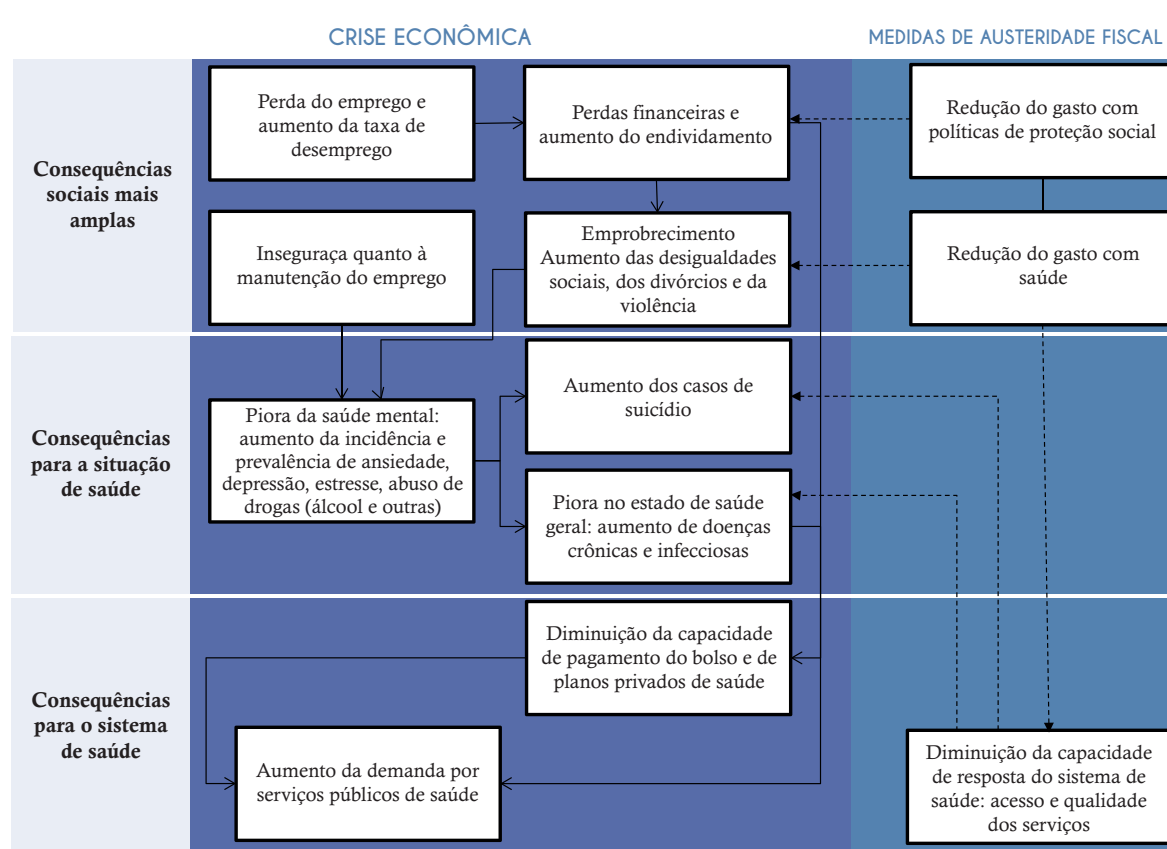 CRISE ECONÔMICA
MEDIDAS DE AUSTERIDADE FISCAL
Consequências
sociais mais
amplas
Perda do emprego e
aumento da taxa de
desemprego
Perdas financeiras e
aumento do endividamento
Redução do gasto com
políticas de proteção social
Inseguraça quanto à
manutenção do emprego
Emprobrecimento
Aumento das desigualdades
sociais, dos divórcios e da
violência
Redução do gasto com
saúde
Consequências
para a situação
de saúde
Piora da saúde mental:
aumento da incidência e
prevalência de ansiedade,
depressão, estresse, abuso de
drogas (álcool e outras)
Aumento dos casos de
suicídio
Piora no estado de saúde
geral: aumento de doenças
crônicas e infecciosas
Consequências
para o sistema
de saúde
Diminuição da capacidade
de pagamento do bolso e de
planos privados de saúde
Aumento da demanda por
serviços públicos de saúde
Diminuição da capacidade
de resposta do sistema de
saúde: acesso e qualidade
dos serviços